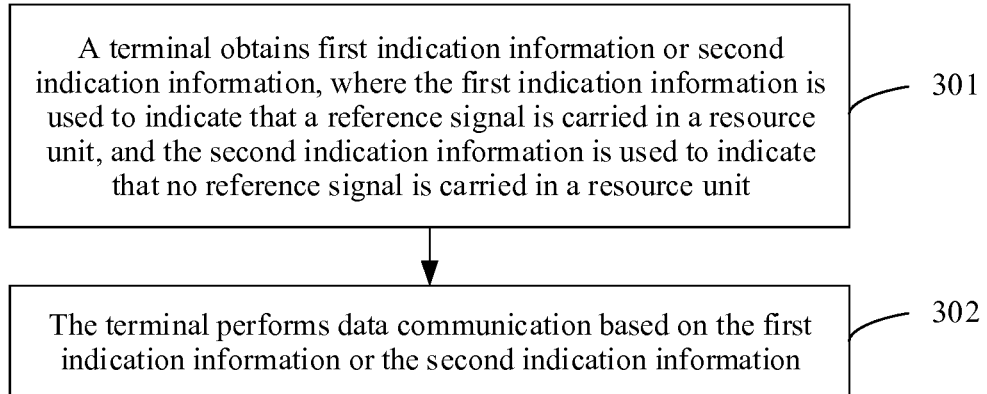 A terminal obtains first indication information or second
indication information, where the first indication information is
used to indicate that a reference signal is carried in a resource
unit, and the second indication information is used to indicate
that no reference signal is carried in a resource unit
301
The terminal performs data communication based on the first
indication information or the second indication information
302